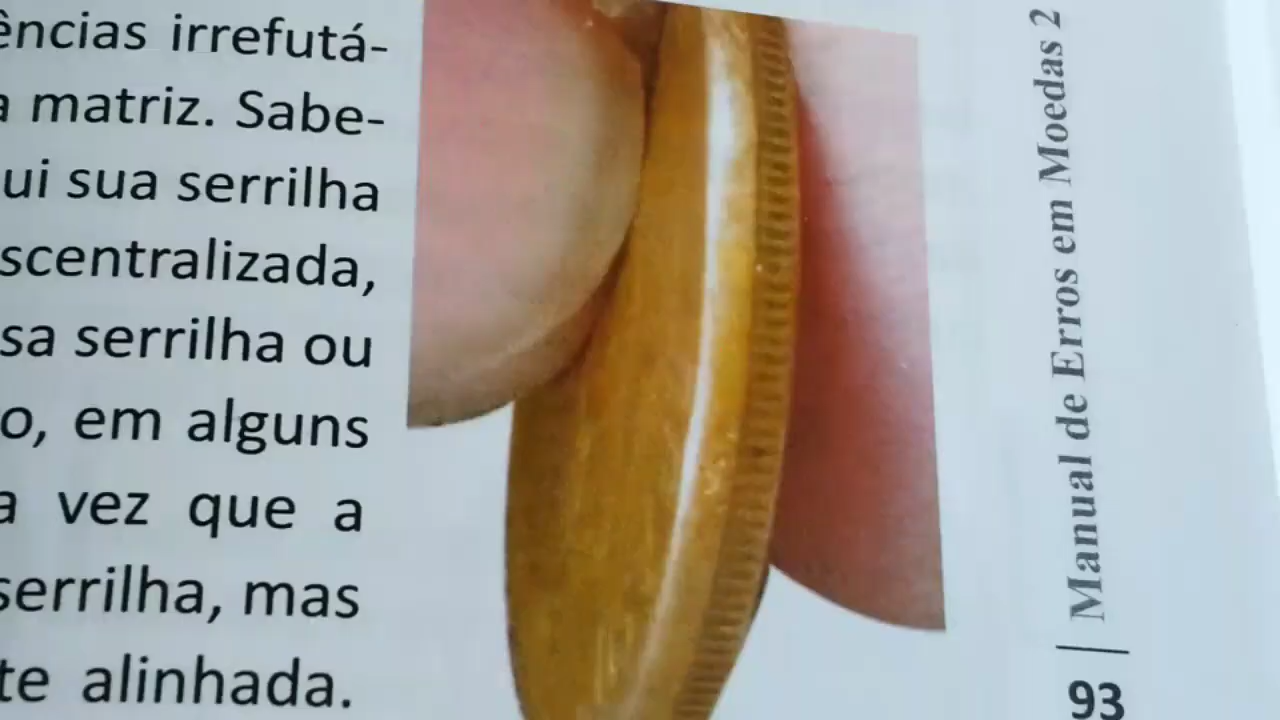 ências irrefutá-
a matriz. Sabe-
ui sua serrilha
scentralizada,
sa serrilha ou
o, em alguns
a vez que a
serrilha, mas
te alinhada.
93 | Manual de Erros em Moedas 2